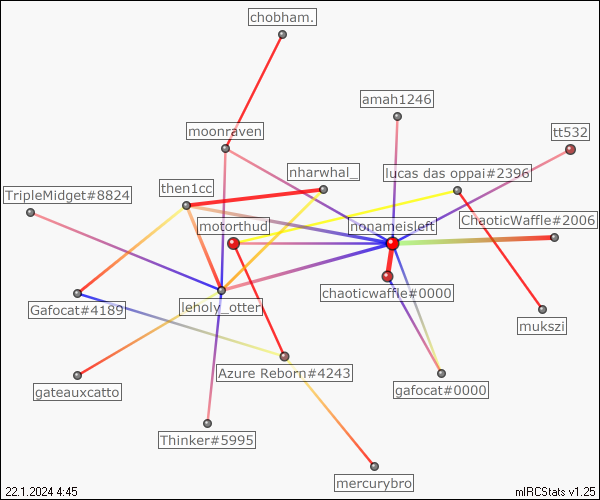 chobham.
amah1246
moonraven
tt532
nharwhal_
lucas das oppai#2396
TripleMidget#8824
then1cc
motorthud
nonameisleft
ChaoticWaffle#2006
chaoticwaffle#0000
Gafocat#4189
leholy_otter
mukszi
Azure Reborn#4243
gateauxcatto
gafocat#0000
Thinker#5995
mercurybro
22.1.2024 4:45
mIRCStats v1.25